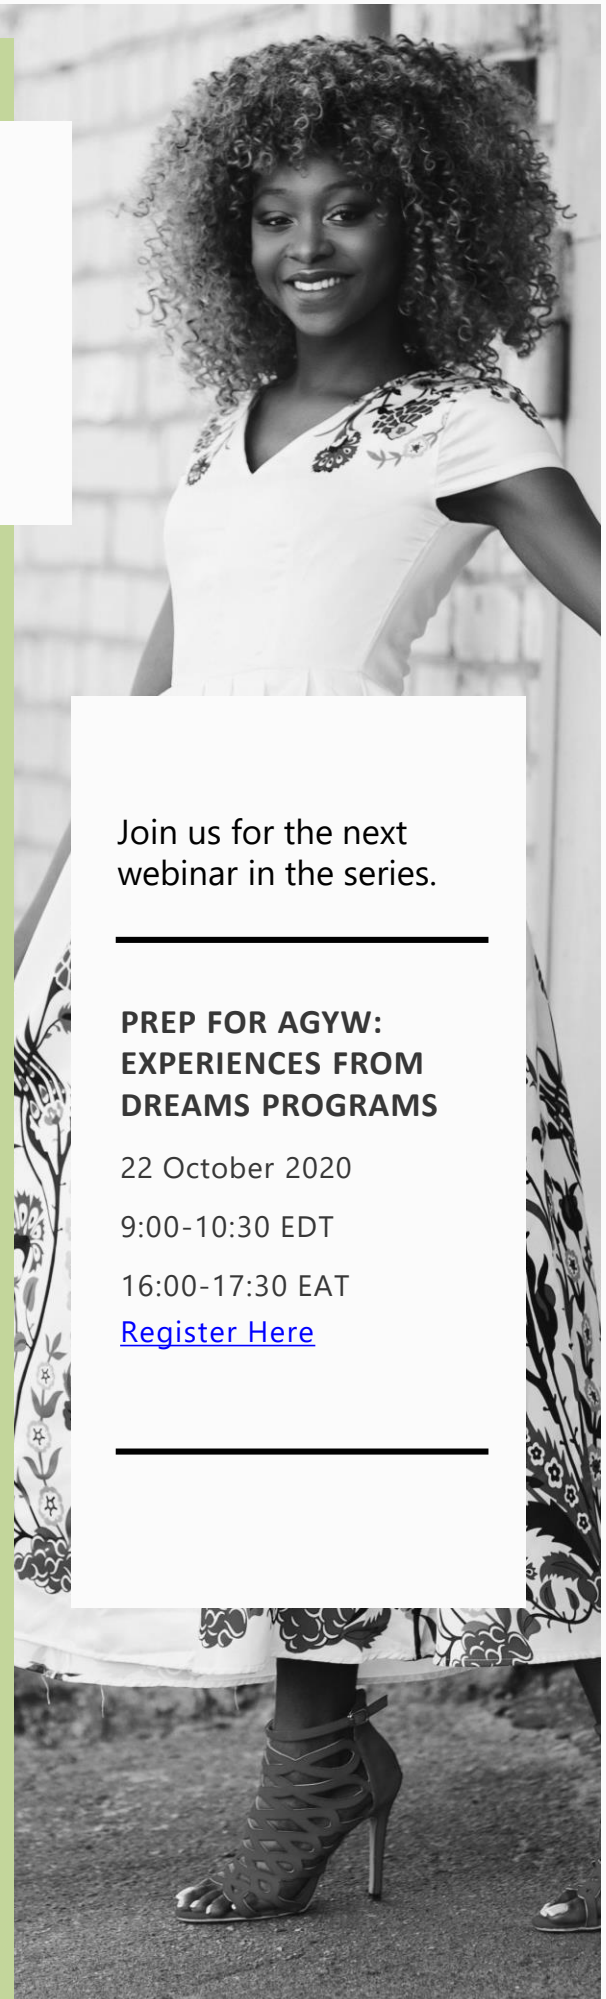 Join us for the next
webinar in the series.
PREP FOR AGYW:
EXPERIENCES FROM
DREAMS PROGRAMS
22 October 2020
9:00-10:30 EDT
16:00-17:30 EAT
Register Here